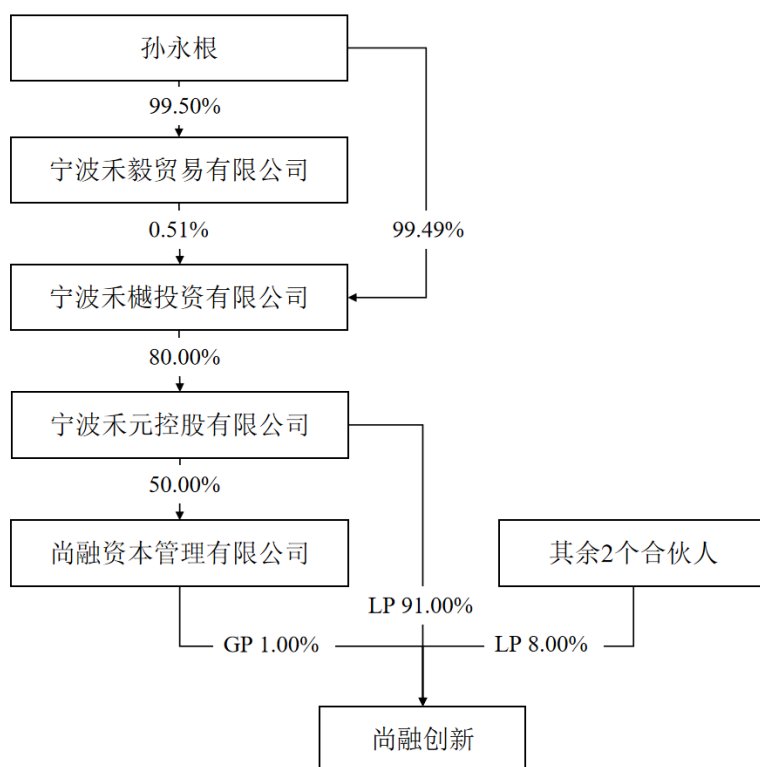 孙永根
99.50%
宁波禾毅贸易有限公司
0.51%
99.49%
宁波禾樾投资有限公司
80.00%
宁波禾元控股有限公司
50.00%
尚融资本管理有限公司
其余2个合伙人
LP 91.00%
GP 1.00%
LP 8.00%
尚融创新